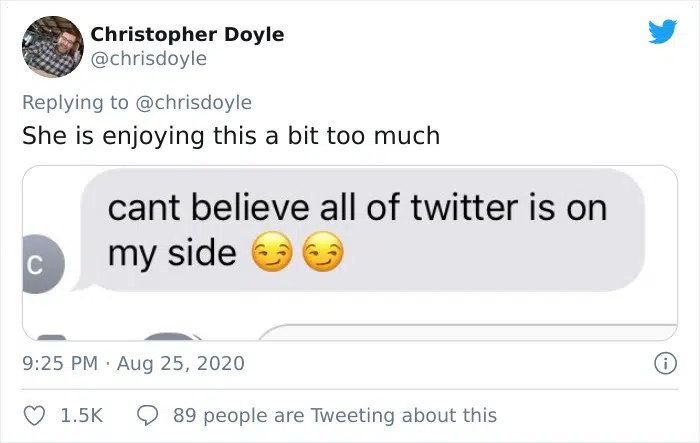 Christopher Doyle
@chrisdoyle
Replying to @chrisdoyle
She is enjoying this a bit too much
C
cant believe all of twitter is on
my side 😏😏
9:25 PM · Aug 25, 2020
1.5K
89 people are Tweeting about this